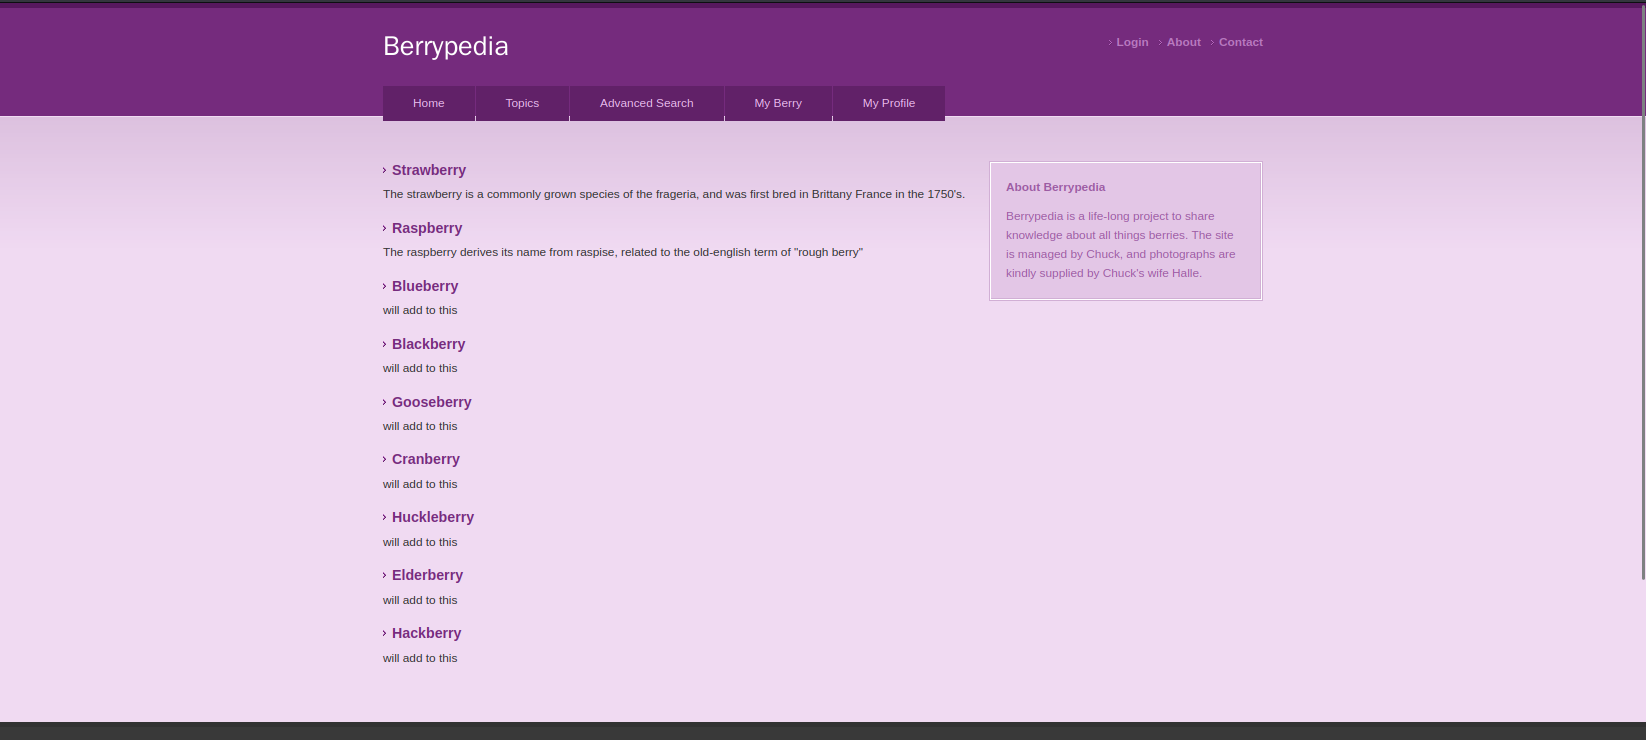 Berrypedia
Login About Contact
Home Topics Advanced Search My Berry My Profile
Strawberry
The strawberry is a commonly grown species of the frageria, and was first bred in Brittany France in the 1750's.
Raspberry
The raspberry derives its name from raspise, related to the old-english term of "rough berry"
Blueberry
will add to this
Blackberry
will add to this
Gooseberry
will add to this
Cranberry
will add to this
Huckleberry
will add to this
Elderberry
will add to this
Hackberry
will add to this
About Berrypedia
Berrypedia is a life-long project to share
knowledge about all things berries. The site
is managed by Chuck, and photographs are
kindly supplied by Chuck's wife Halle.